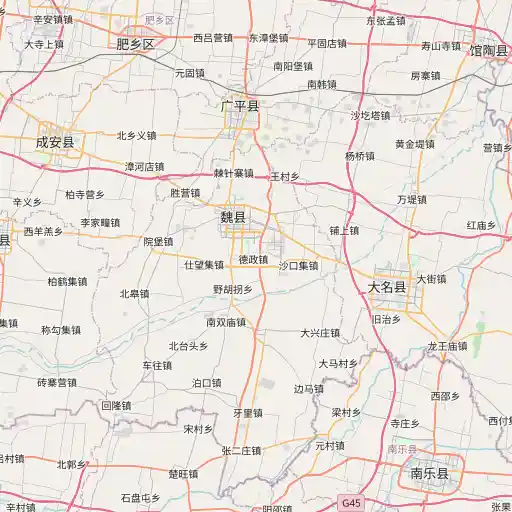 辛安镇
肥乡区
东张孟镇
西吕营镇
东漳堡镇
平固店镇
大寺上镇
肥乡区
寿山寺镇
馆陶县
南阳堡镇
元固镇
房寨镇
南韩镇
广平县
沙圪塔镇
成安县
北乡义镇
黄金堤镇
营镇乡
杨桥镇
漳河店镇
棘针寨镇
王村乡
柏寺营乡
胜营镇
辛义乡
万堤镇
魏县
李家疃镇
西羊羔乡
铺上镇
红庙乡
院堡镇
德政镇
仕望集镇
沙口集镇
柏鹤集镇
大街镇
大名县
北皋镇
野胡拐乡
旧治乡
称勾集镇
南双庙镇
大兴庄镇
北台头乡
龙王庙镇
车往镇
大马村乡
砖寨营镇
泊口镇
边马镇
西邵乡
回隆镇
牙里镇
梁村乡
宋村乡
寺庄乡
张二庄镇
元村镇
南乐县
北郭乡
楚旺镇
南乐县
石盘屯乡
辛村镇
阴邵镇
G45